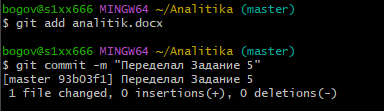 bogov@s1xx666 MINGW64 ~/Analitika (master)
$ git add analitik.docx
bogov@s1xx666 MINGW64 ~/Analitika (master)
$ git commit -m "Переделал Задание 5"
[master 93b03f1] Переделал Задание 5
1 file changed, 0 insertions(+), 0 deletions(-)